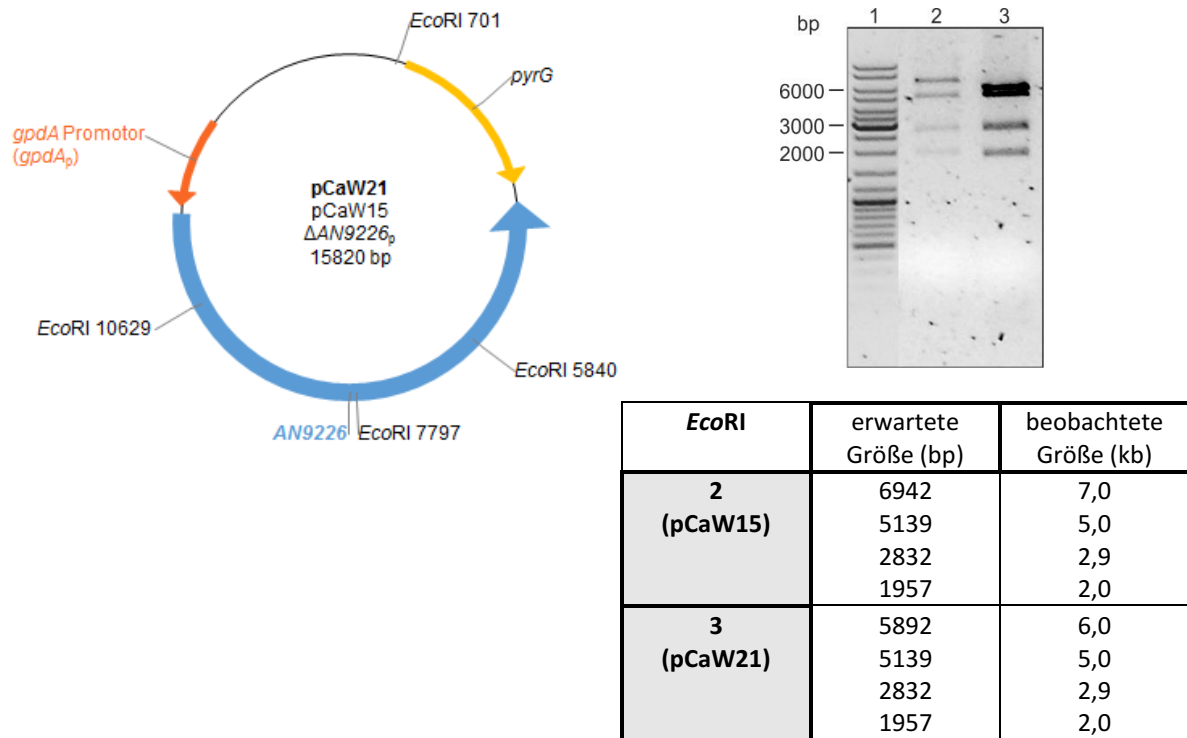 EcoRI 701
pyrG
gpdA Promotor
(gpdAp)
pCaW21
pCaW15
ΔAN9226p
15820 bp
EcoRI 10629
EcoRI 5840
AN9226
EcoRI 7797
bp
1 2 3
6000
3000
2000
EcoRI erwartete Größe (bp) beobachtete Größe (kb)
2 (pCaW15)
6942 7,0
5139 5,0
2832 2,9
1957 2,0
3 (pCaW21)
5892 6,0
5139 5,0
2832 2,9
1957 2,0